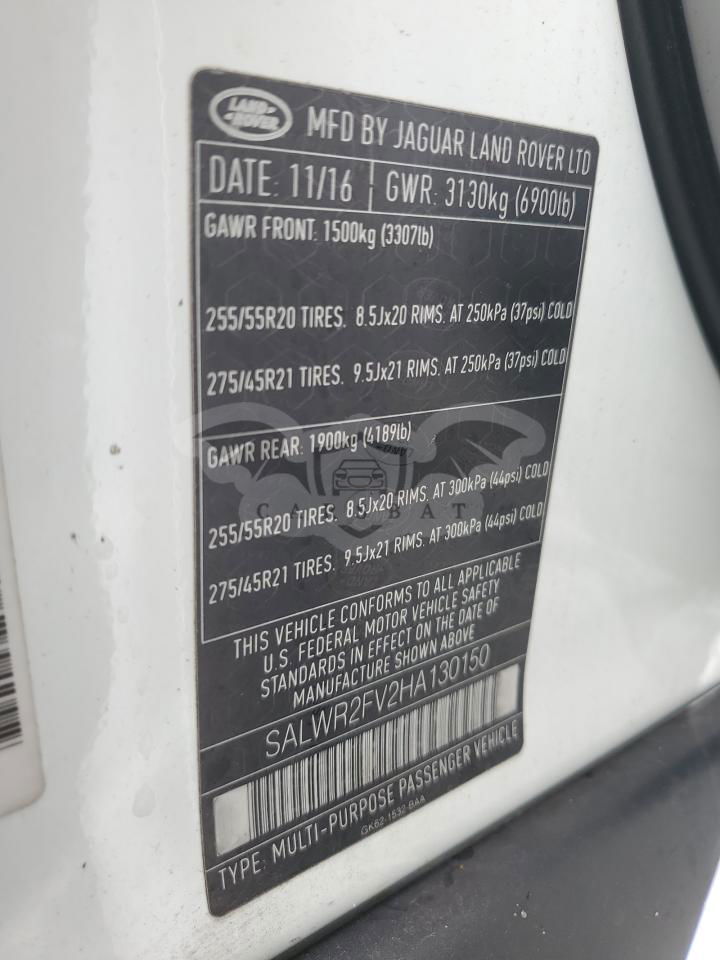 LAND
ROVER
MFD BY JAGUAR LAND ROVER LTD
DATE: 11/16 GWR: 3130kg (6900lb)
GAWR FRONT: 1500kg (3307lb)
255/55R20 TIRES. 8.5Jx20 RIMS. AT 250kPa (37psi) COLD
275/45R21 TIRES. 9.5Jx21 RIMS. AT 250kPa (37psi) COLD
GAWR REAR: 1900kg (4189lb)
255/55R20 TIRES. 8.5Jx20 RIMS. AT 300kPa (44psi) COLD
275/45R21 TIRES. 9.5Jx21 RIMS. AT 300kPa (44psi) COLD
THIS VEHICLE CONFORMS TO ALL APPLICABLE
U.S. FEDERAL MOTOR VEHICLE SAFETY
STANDARDS IN EFFECT ON THE DATE OF
MANUFACTURE SHOWN ABOVE
SALWR2FV2HA130150
TYPE: MULTI-PURPOSE PASSENGER VEHICLE
GK62-1532-BAA